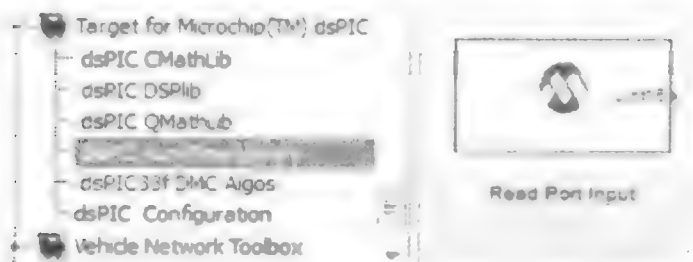 Target for Microchip(TM) dsPIC
dsPIC CMathLib
dsPIC DSPlib
dsPIC QMathLib
dsPIC33f DMC Algos
dsPIC Configuration
Vehicle Network Toolbox
Read Port Input